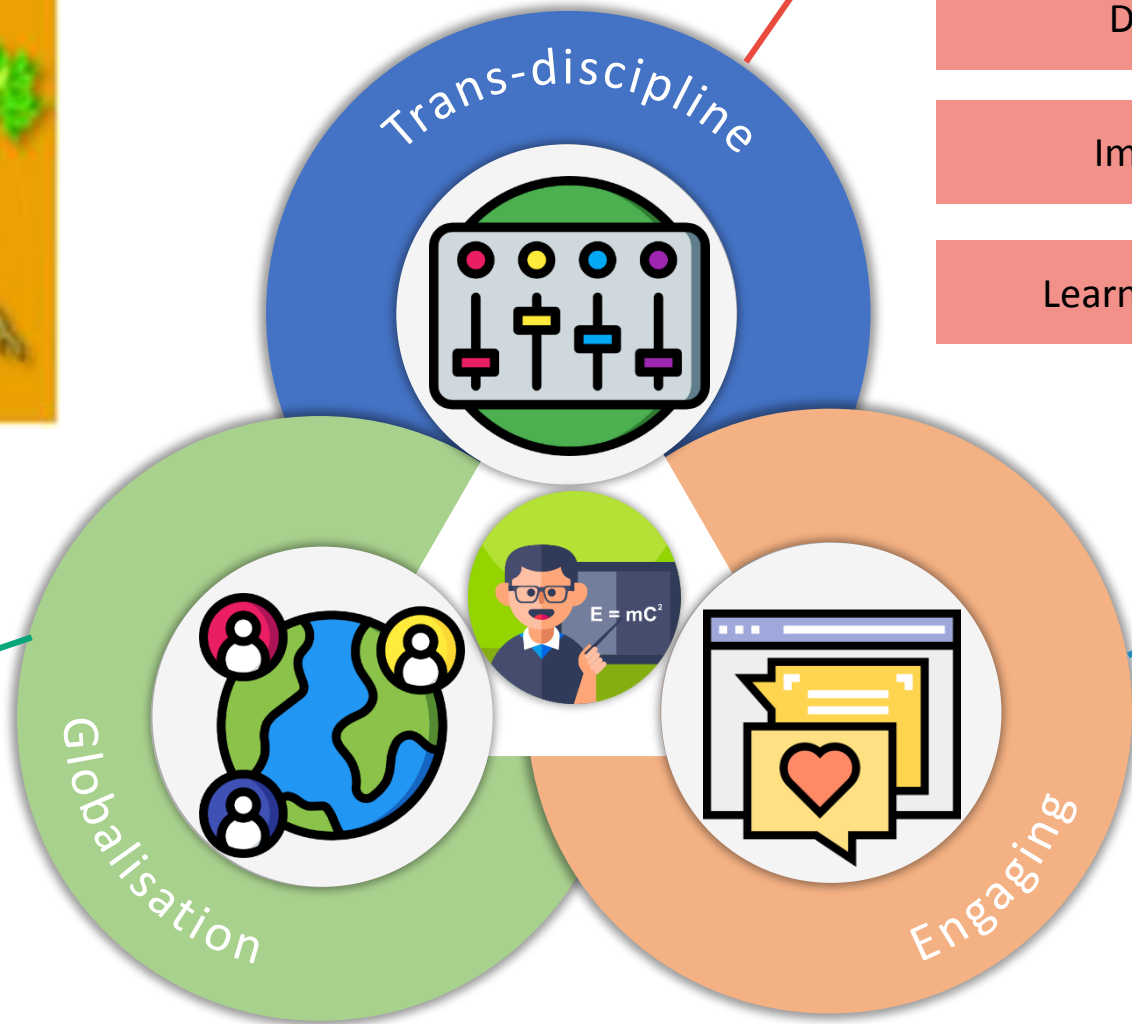 Trans-discipline
D
Im
Learn
E = mC²
Globalisation
Engaging